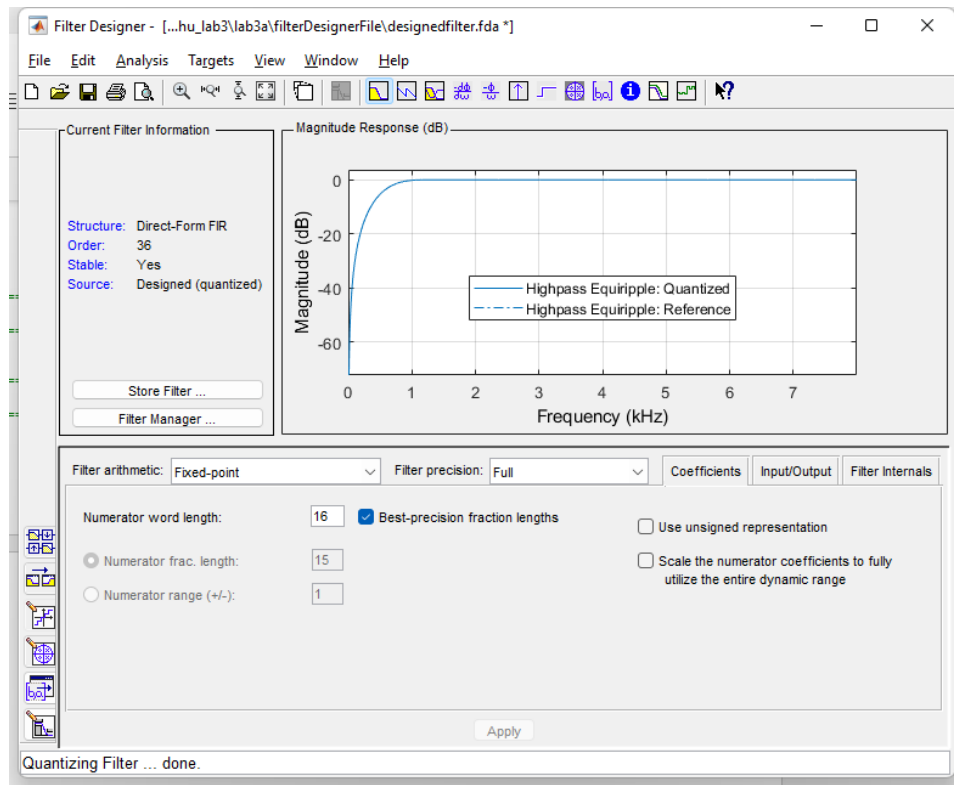 Filter Designer - [...hu_lab3\lab3a\filterDesignerFile\designedfilter.fda *]
File Edit Analysis Targets View Window Help
Current Filter Information
Structure: Direct-Form FIR
Order: 36
Stable: Yes
Source: Designed (quantized)
Store Filter ...
Filter Manager ...
Magnitude Response (dB)
Magnitude (dB)
0
-20
-40
-60
Highpass Equiripple: Quantized
Highpass Equiripple: Reference
0 1 2 3 4 5 6 7
Frequency (kHz)
Filter arithmetic: Fixed-point Filter precision: Full Coefficients Input/Output Filter Internals
Numerator word length: 16 Best-precision fraction lengths
Numerator frac. length: 15
Numerator range (+/-): 1
Use unsigned representation
Scale the numerator coefficients to fully
utilize the entire dynamic range
Apply
Quantizing Filter ... done.